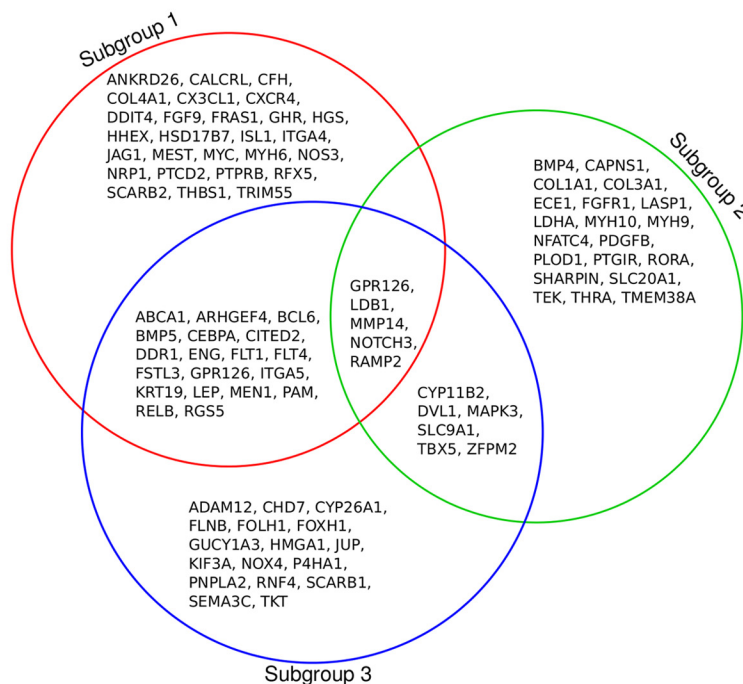 Subgroup 1
ANKRD26, CALCRL, CFH,
COL4A1, CX3CL1, CXCR4,
DDIT4, FGF9, FRAS1, GHR, HGS,
HHEX, HSD17B7, ISL1, ITGA4,
JAG1, MEST, MYC, MYH6, NOS3,
NRP1, PTCD2, PTPRB, RFX5,
SCARB2, THBS1, TRIM55
Subgroup 2
BMP4, CAPNS1,
COL1A1, COL3A1,
ECE1, FGFR1, LASP1,
LDHA, MYH10, MYH9,
NFATC4, PDGFB,
PLOD1, PTGIR, RORA,
SHARPIN, SLC20A1,
TEK, THRA, TMEM38A
GPR126,
LDB1,
MMP14,
NOTCH3,
RAMP2
ABCA1, ARHGEF4, BCL6,
BMP5, CEBPA, CITED2,
DDR1, ENG, FLT1, FLT4,
FSTL3, GPR126, ITGA5,
KRT19, LEP, MEN1, PAM,
RELB, RGS5
CYP11B2,
DVL1, MAPK3,
SLC9A1,
TBX5, ZFPM2
ADAM12, CHD7, CYP26A1,
FLNB, FOLH1, FOXH1,
GUCY1A3, HMGA1, JUP,
KIF3A, NOX4, P4HA1,
PNPLA2, RNF4, SCARB1,
SEMA3C, TKT
Subgroup 3